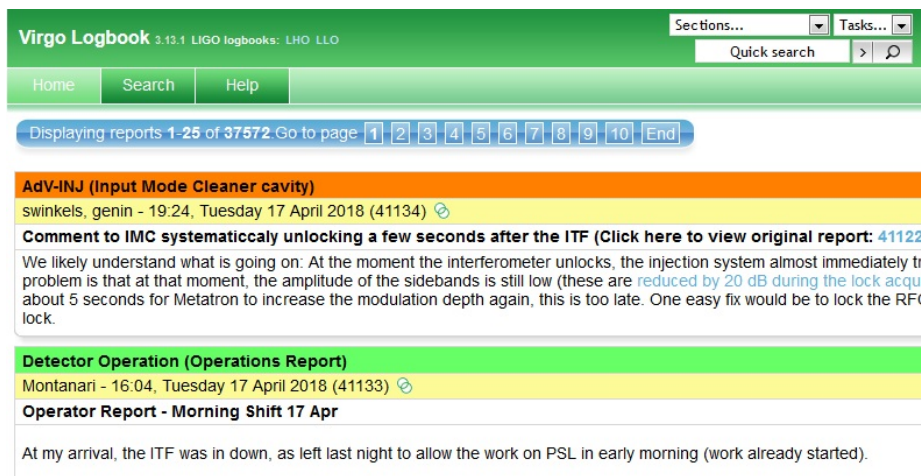 Virgo Logbook 3.13.1 LIGO logbooks: LHO LLO
Sections... Tasks...
Quick search >
Home Search Help
Displaying reports 1-25 of 37572.Go to page 1 2 3 4 5 6 7 8 9 10 End
AdV-INJ (Input Mode Cleaner cavity)
swinkels, genin - 19:24, Tuesday 17 April 2018 (41134)
Comment to IMC systematiccaly unlocking a few seconds after the ITF (Click here to view original report: 41122
We likely understand what is going on: At the moment the interferometer unlocks, the injection system almost immediately
problem is that at that moment, the amplitude of the sidebands is still low (these are reduced by 20 dB during the lock
about 5 seconds for Metatron to increase the modulation depth again, this is too late. One easy fix would be to lock the
lock.
Detector Operation (Operations Report)
Montanari - 16:04, Tuesday 17 April 2018 (41133)
Operator Report - Morning Shift 17 Apr
At my arrival, the ITF was in down, as left last night to allow the work on PSL in early morning (work already started).